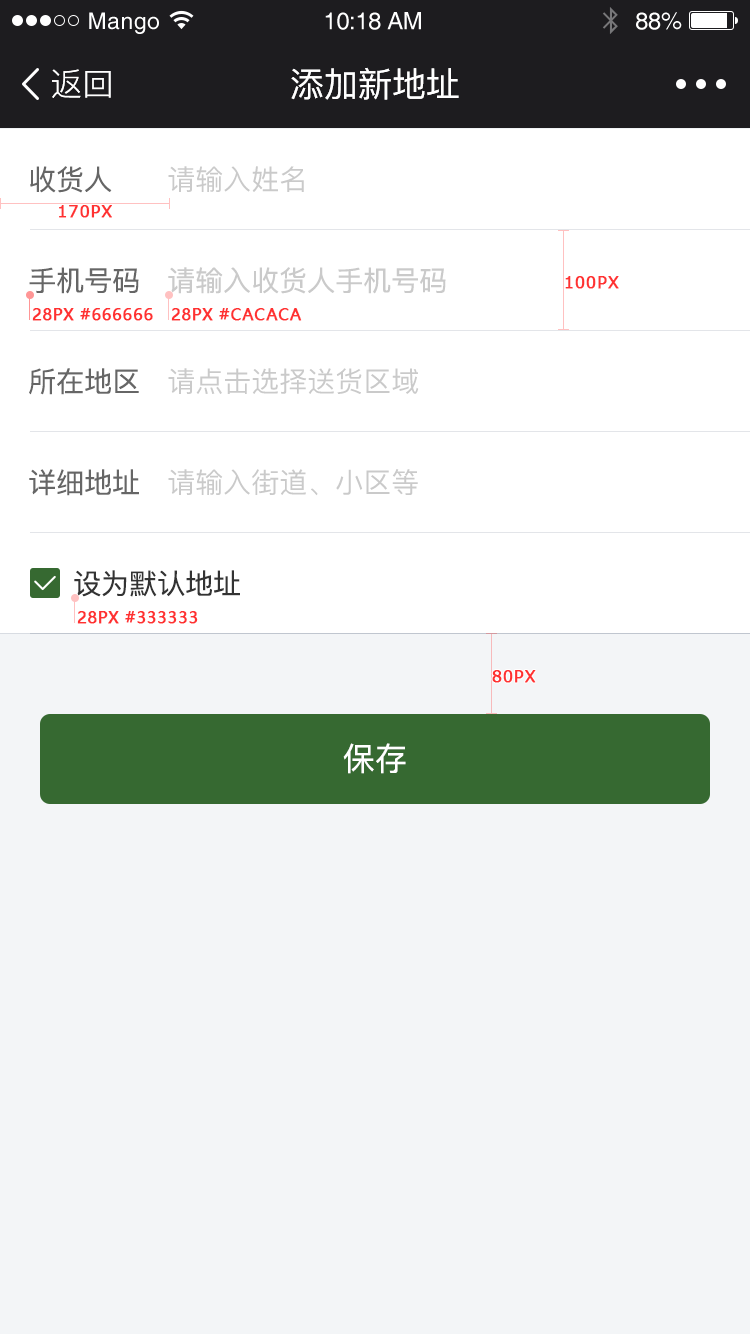 Mango 10:18 AM 88%
返回 添加新地址
收货人 请输入姓名
170PX
手机号码 请输入收货人手机号码 100PX
28PX #666666 28PX #CACACA
所在地区 请点击选择送货区域
详细地址 请输入街道、小区等
设为默认地址
28PX #333333
80PX
保存